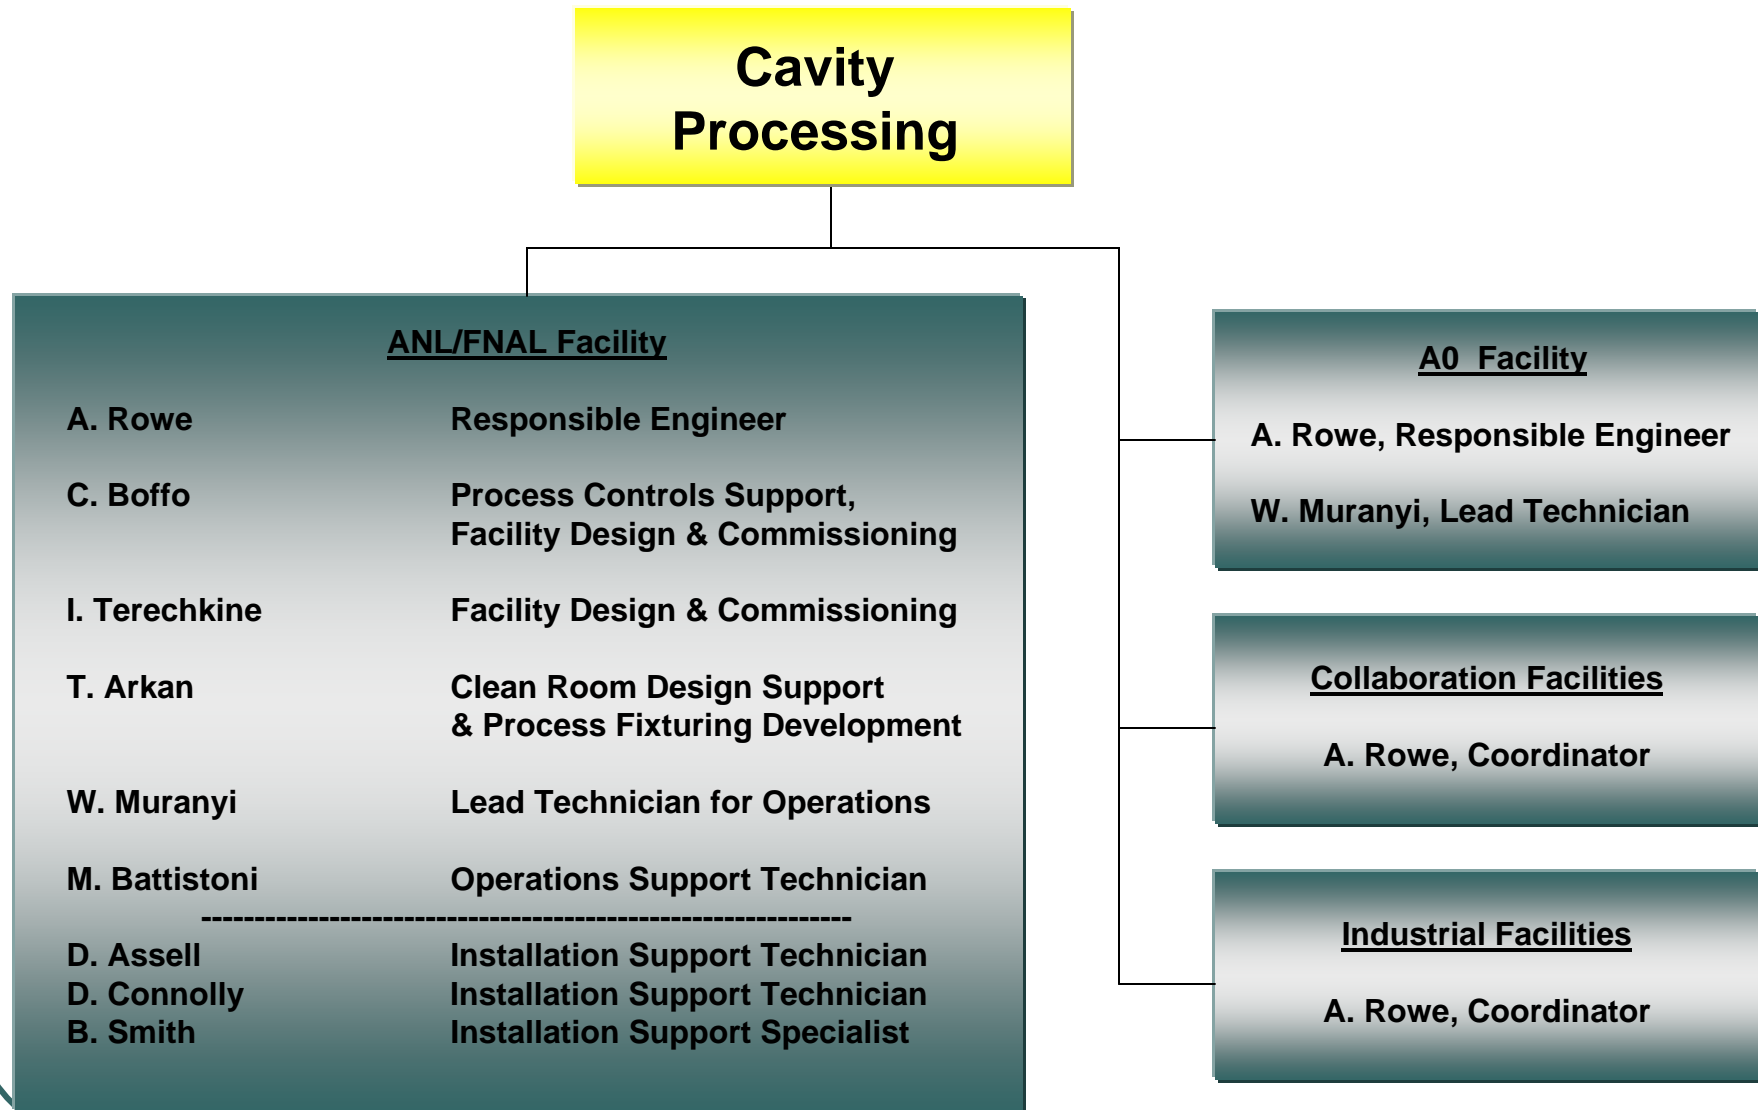 Cavity
Processing
ANL/FNAL Facility
A. Rowe Responsible Engineer
C. Boffo Process Controls Support,
Facility Design & Commissioning
I. Terechkine Facility Design & Commissioning
T. Arkan Clean Room Design Support
& Process Fixturing Development
W. Muranyi Lead Technician for Operations
M. Battistoni Operations Support Technician
-------------------------------------------------------------
D. Assell Installation Support Technician
D. Connolly Installation Support Technician
B. Smith Installation Support Specialist
A0 Facility
A. Rowe, Responsible Engineer
W. Muranyi, Lead Technician
Collaboration Facilities
A. Rowe, Coordinator
Industrial Facilities
A. Rowe, Coordinator